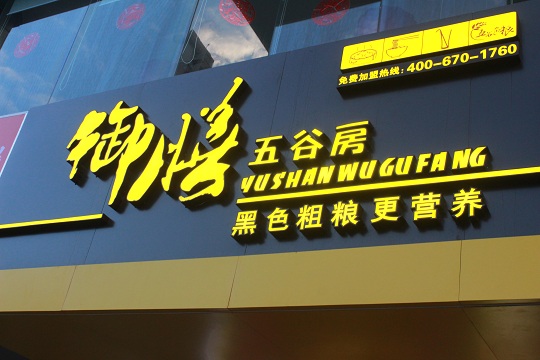 免费加盟热线：400-670-1760
御膳
五谷房
YUSHANWUGUFANG
黑色粗粮更营养